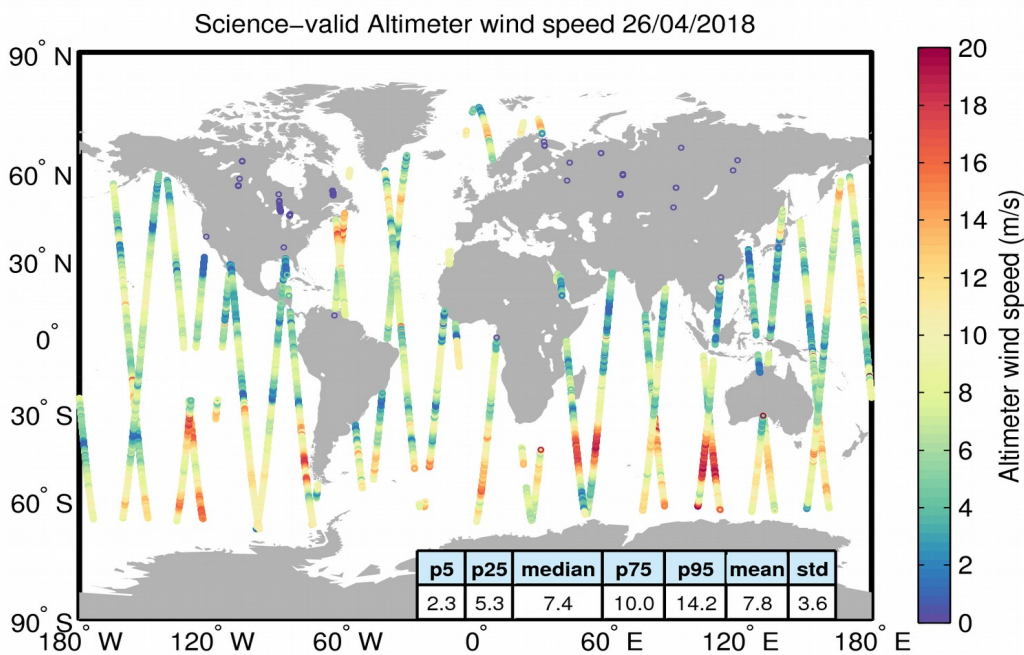 Science−valid Altimeter wind speed 26/04/2018
90° N
60° N
30° N
0°
30° S
60° S
90° S
180° W
120° W
60° W
0°
60° E
120° E
180° E
p5 p25 median p75 p95 mean std
2.3 5.3 7.4 10.0 14.2 7.8 3.6
20
18
16
14
12
10
8
6
4
2
0
Altimeter wind speed (m/s)